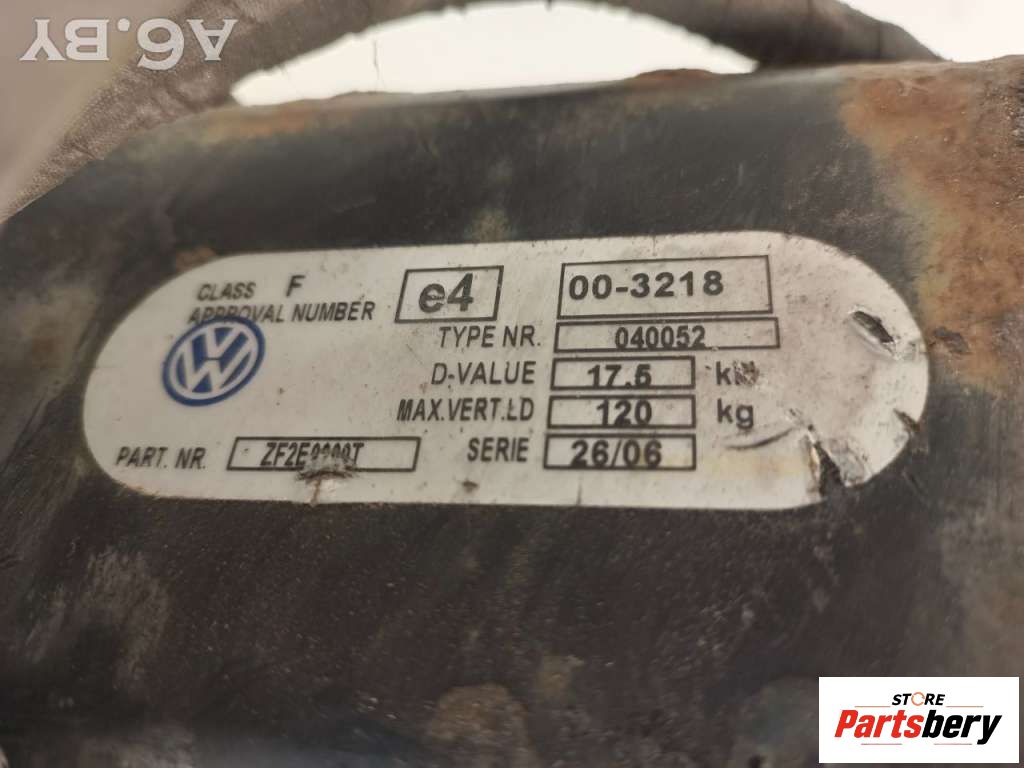 A6.BY
CLASS F
APPROVAL NUMBER e4 00-3218
TYPE NR. 040052
D-VALUE 17.5
MAX.VERT.LD 120 kg
PART. NR. SERIE 26/06
VW
STORE
Partsbery